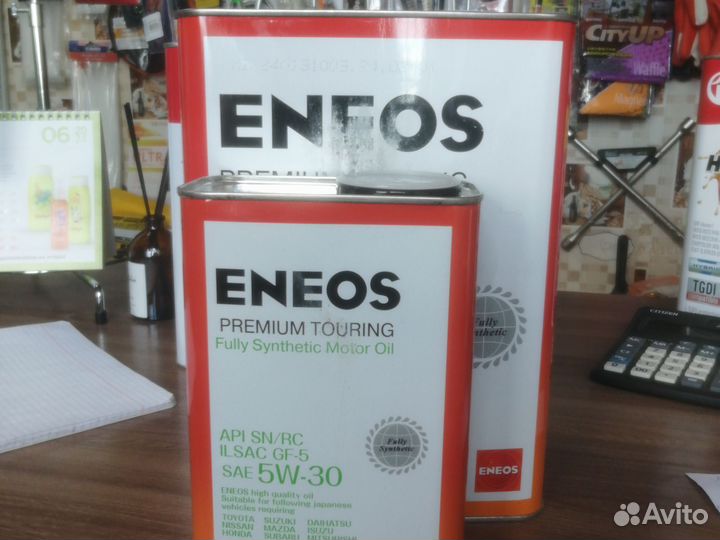 CITYUP
Waffle
06
ENEOS
ENEOS
PREMIUM TOURING
Fully Synthetic Motor Oil
API SN/RC
ILSAC GF-5
SAE 5W-30
ENEOS high quality oil
Suitable for following japanese
vehicles requiring
TOYOTA SUZUKI DAIHATSU
NISSAN MAZDA ISUZU
HONDA SUBARU MITSUBISHI
Fully
Synthetic
Fully
Synthetic
ENEOS
CITIZEN
TGDI
Avito